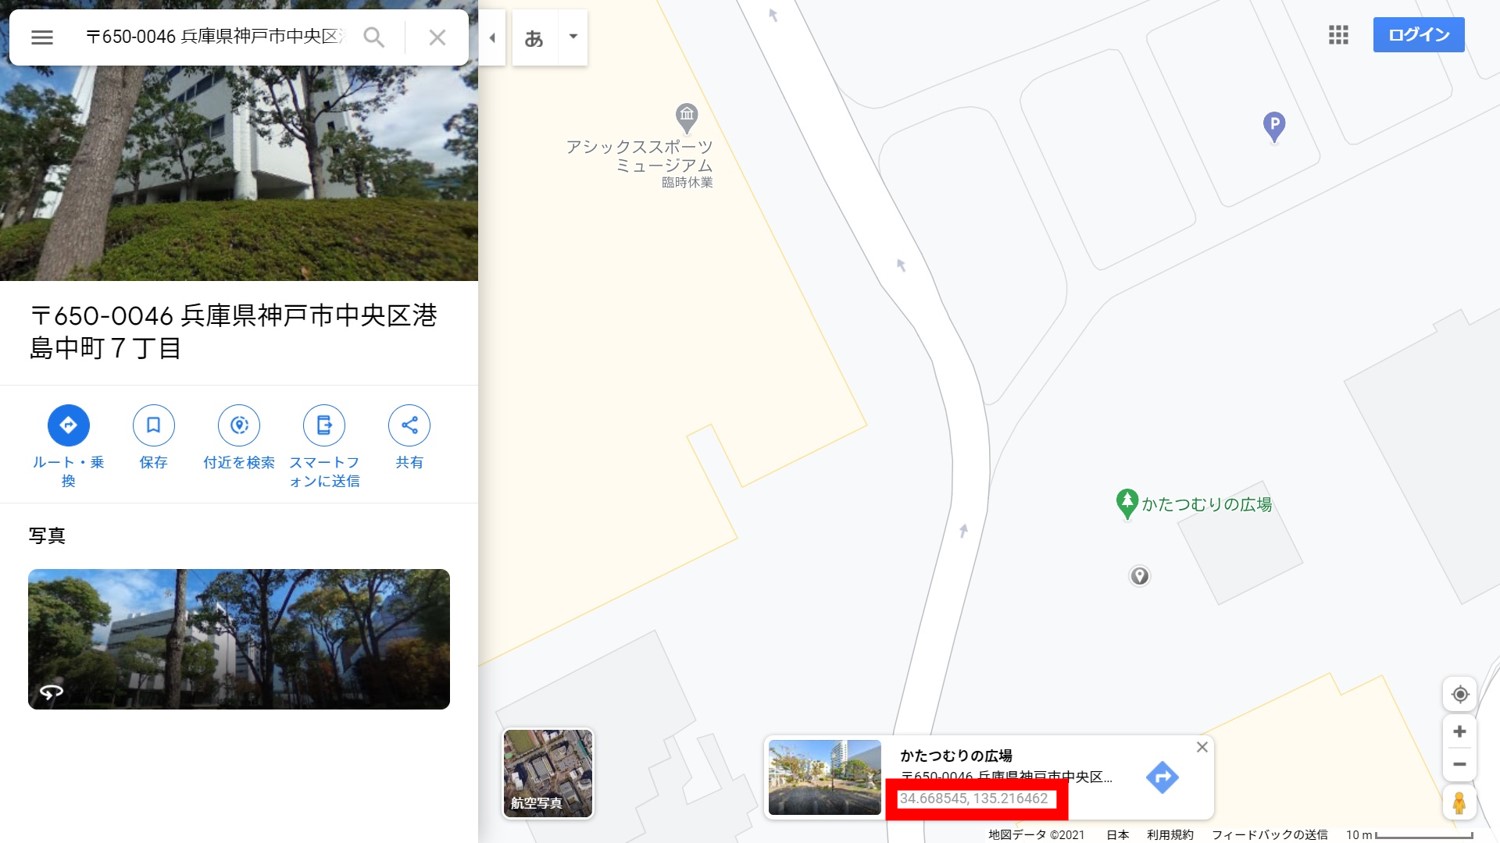 〒650-0046 兵庫県神戸市中央区港
あ
ログイン
アシックススポーツ
ミュージアム
臨時休業
P
〒650-0046 兵庫県神戸市中央区港
島中町７丁目
ルート・乗
換
保存
付近を検索
スマートフ
ォンに送信
共有
写真
かたつむりの広場
航空写真
かたつむりの広場
〒650-0046 兵庫県神戸市中央区...
34.668545, 135.216462
地図データ ©2021 日本 利用規約 フィードバックの送信 10 m